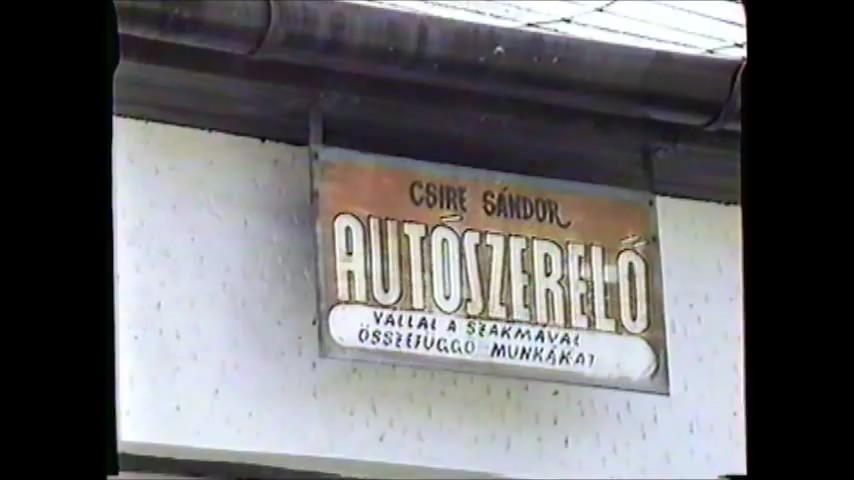 CSIRE SÁNDOR
AUTÓSZERELŐ
VÁLLAL A SZAKMÁVAL
ÖSSZEFÜGGŐ MUNKÁKAT